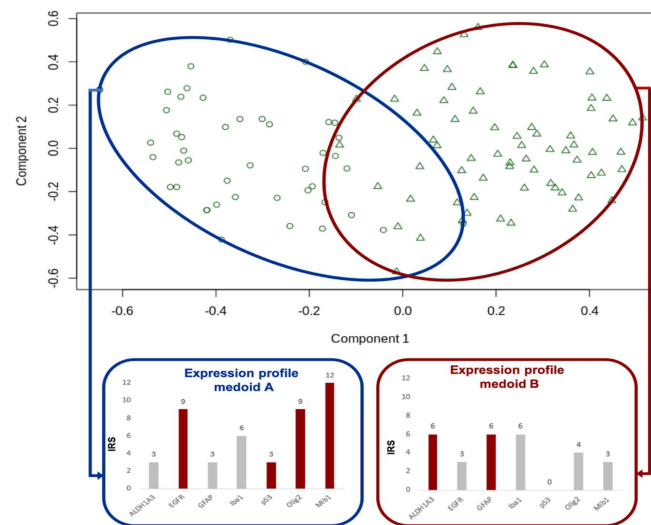 0.6
0.4
0.2
0.0
-0.2
-0.4
-0.6
Component 2
-0.6 -0.4 -0.2 0.0 0.2 0.4
Component 1
Expression profile
medoid A
12
10
8
6
4
2
0
IRS
3 9 3 6 3 9 12
ALDH1A3 EGFR GFAP Iba1 p53 Olig2 Mib1
Expression profile
medoid B
12
10
8
6
4
2
0
IRS
6 3 6 6 0 4 3
ALDH1A3 EGFR GFAP Iba1 p53 Olig2 Mib1